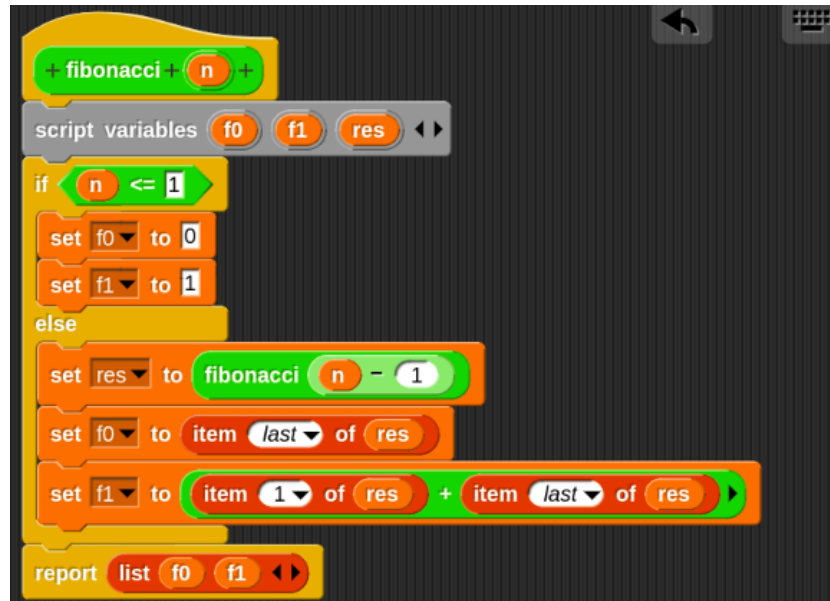 + fibonacci + n +
script variables f0 f1 res
if n <= 1
set f0 to 0
set f1 to 1
else
set res to fibonacci n - 1
set f0 to item last of res
set f1 to item 1 of res + item last of res
report list f0 f1